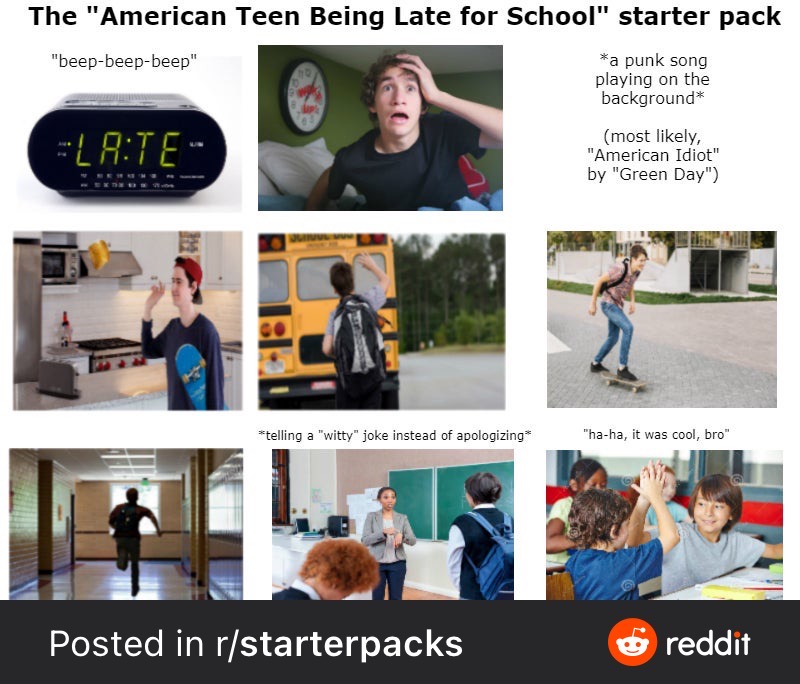 The "American Teen Being Late for School" starter pack
"beep-beep-beep"
*a punk song
playing on the
background*
(most likely,
"American Idiot"
by "Green Day")
LA:TE
SCHOOL BUS
*telling a "witty" joke instead of apologizing*
"ha-ha, it was cool, bro"
Posted in r/starterpacks
reddit